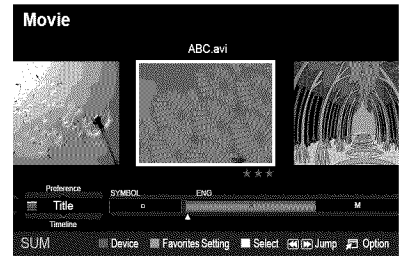 Movie
ABC.avi
Preference
SYMBOL ENG
Title M
Timeline
SUM Device Favorites Setting Select Jump Option